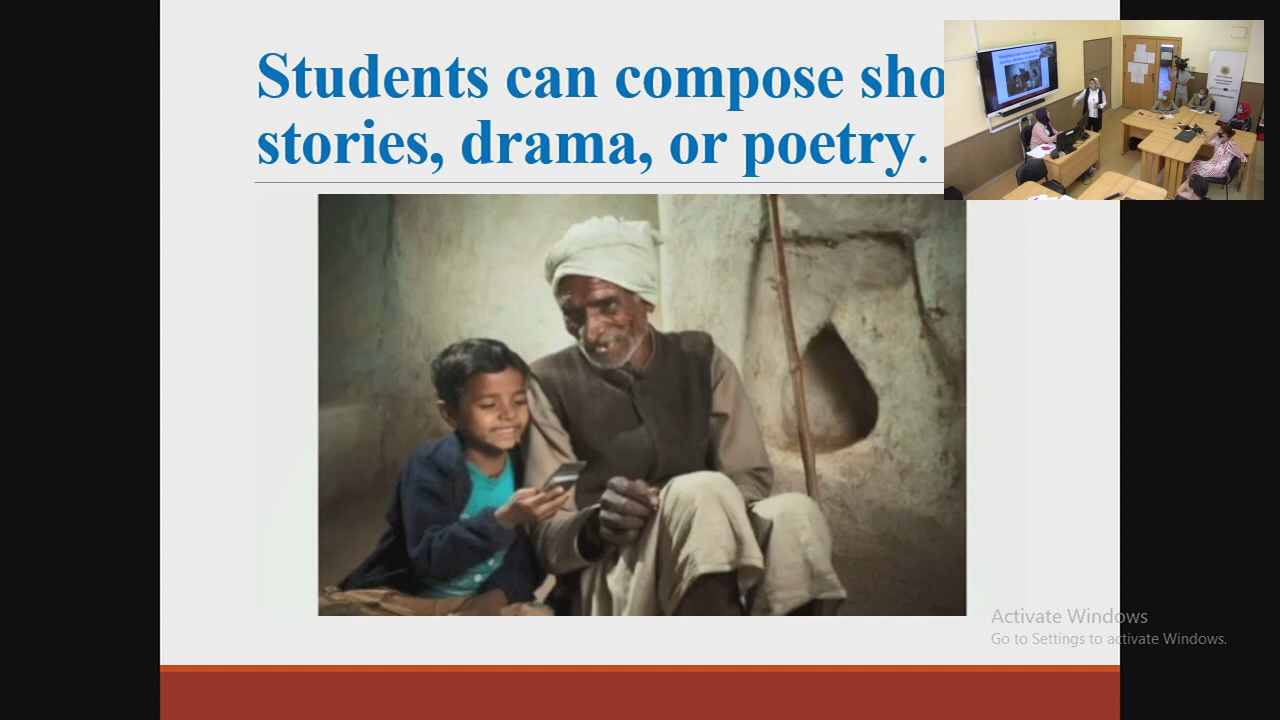 Students can compose sho
stories, drama, or poetry.
Activate Windows
Go to Settings to activate Windows.